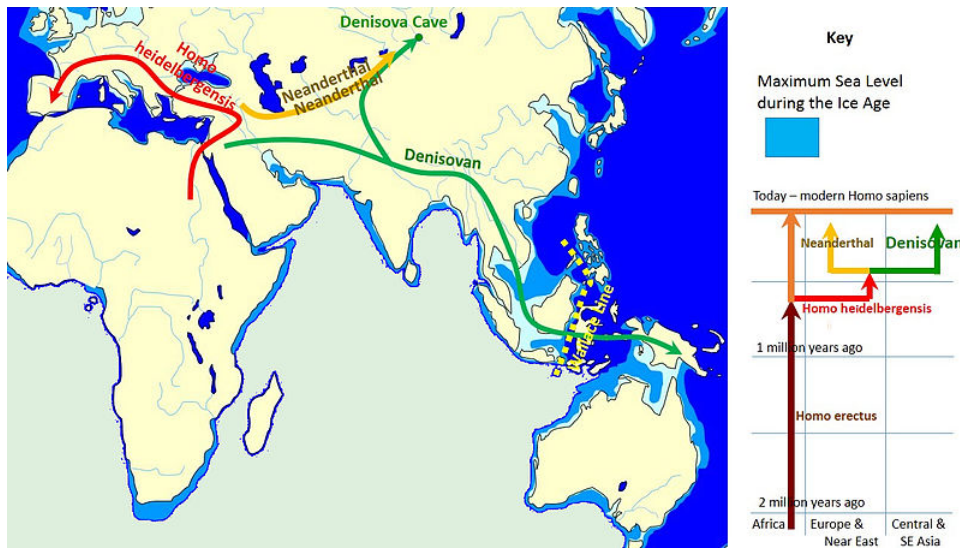 Denisova Cave
Homo
heidelbergensis
Neanderthal
Neanderthal
Denisovan
Wallace Line
Key
Maximum Sea Level
during the Ice Age
Today – modern Homo sapiens
Neanderthal
Denisovan
Homo heidelbergensis
1 million years ago
Homo erectus
2 million years ago
Africa
Europe &
Near East
Central &
SE Asia